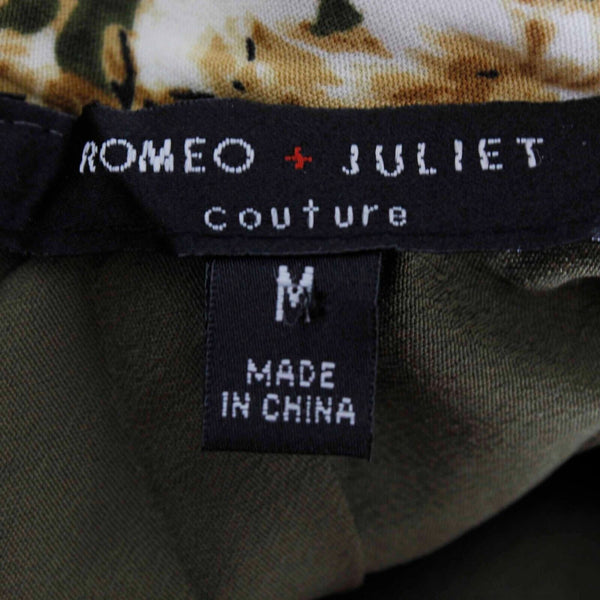 ROMEO + JULIET
couture
M
MADE
IN CHINA